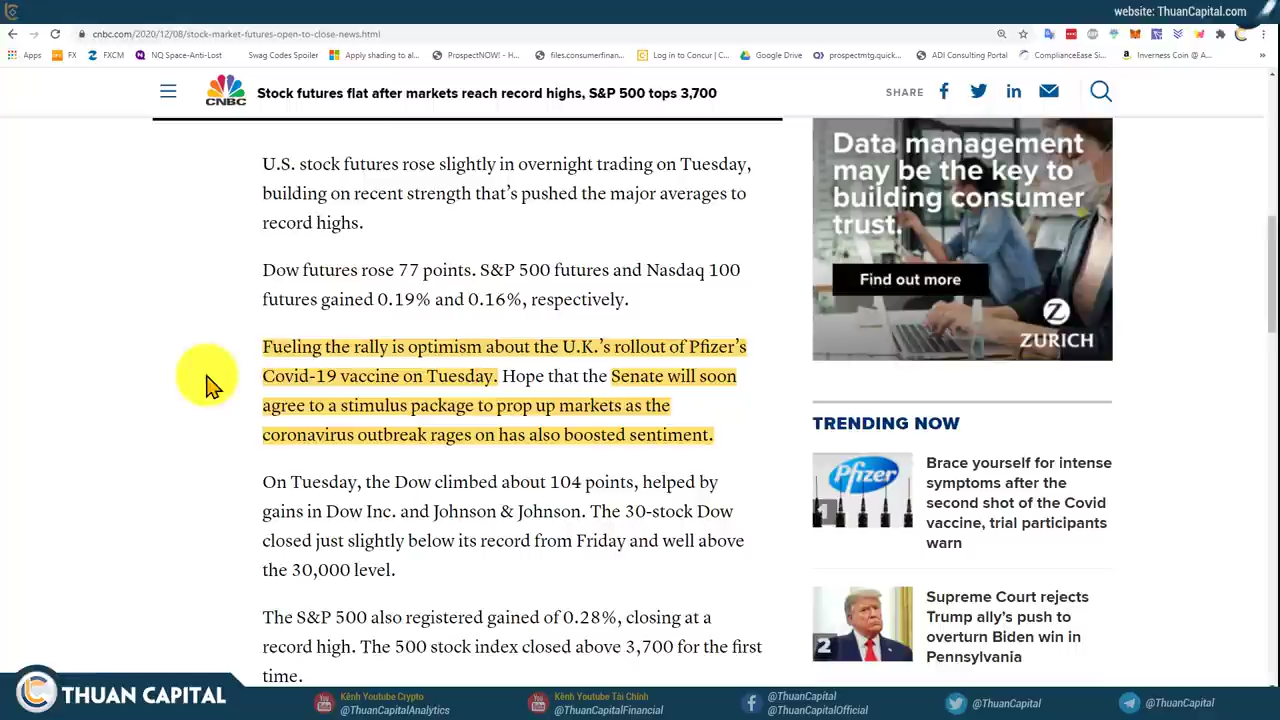 website: ThuanCapital.com
cnbc.com/2020/12/08/stock-market-futures-open-to-close-news.html
Apps
FX
FXCM
NQ Space-Anti-Lost
Swag Codes Spoiler
Apply shading to al...
ProspectNOW! - H...
files.consumerfinan...
Log in to Concur | C...
Google Drive
prospectmtg.quick...
ADI Consulting Portal
ComplianceEase Si...
Inverness Coin @ A...
CNBC
Stock futures flat after markets reach record highs, S&P 500 tops 3,700
SHARE
U.S. stock futures rose slightly in overnight trading on Tuesday,
building on recent strength that's pushed the major averages to
record highs.
Dow futures rose 77 points. S&P 500 futures and Nasdaq 100
futures gained 0.19% and 0.16%, respectively.
Fueling the rally is optimism about the U.K.'s rollout of Pfizer's
Covid-19 vaccine on Tuesday. Hope that the Senate will soon
agree to a stimulus package to prop up markets as the
coronavirus outbreak rages on has also boosted sentiment.
On Tuesday, the Dow climbed about 104 points, helped by
gains in Dow Inc. and Johnson & Johnson. The 30-stock Dow
closed just slightly below its record from Friday and well above
the 30,000 level.
The S&P 500 also registered gained of 0.28%, closing at a
record high. The 500 stock index closed above 3,700 for the first
time.
Data management
may be the key to
building consumer
trust.
Find out more
ZURICH
TRENDING NOW
Pfizer
1
Brace yourself for intense
symptoms after the
second shot of the Covid
vaccine, trial participants
warn
2
Supreme Court rejects
Trump ally's push to
overturn Biden win in
Pennsylvania
THUAN CAPITAL
Kênh Youtube Crypto
@ThuanCapitalAnalytics
Kênh Youtube Tài Chính
@ThuanCapitalFinancial
@ThuanCapital
@ThuanCapitalOfficial
@ThuanCapital
@ThuanCapital